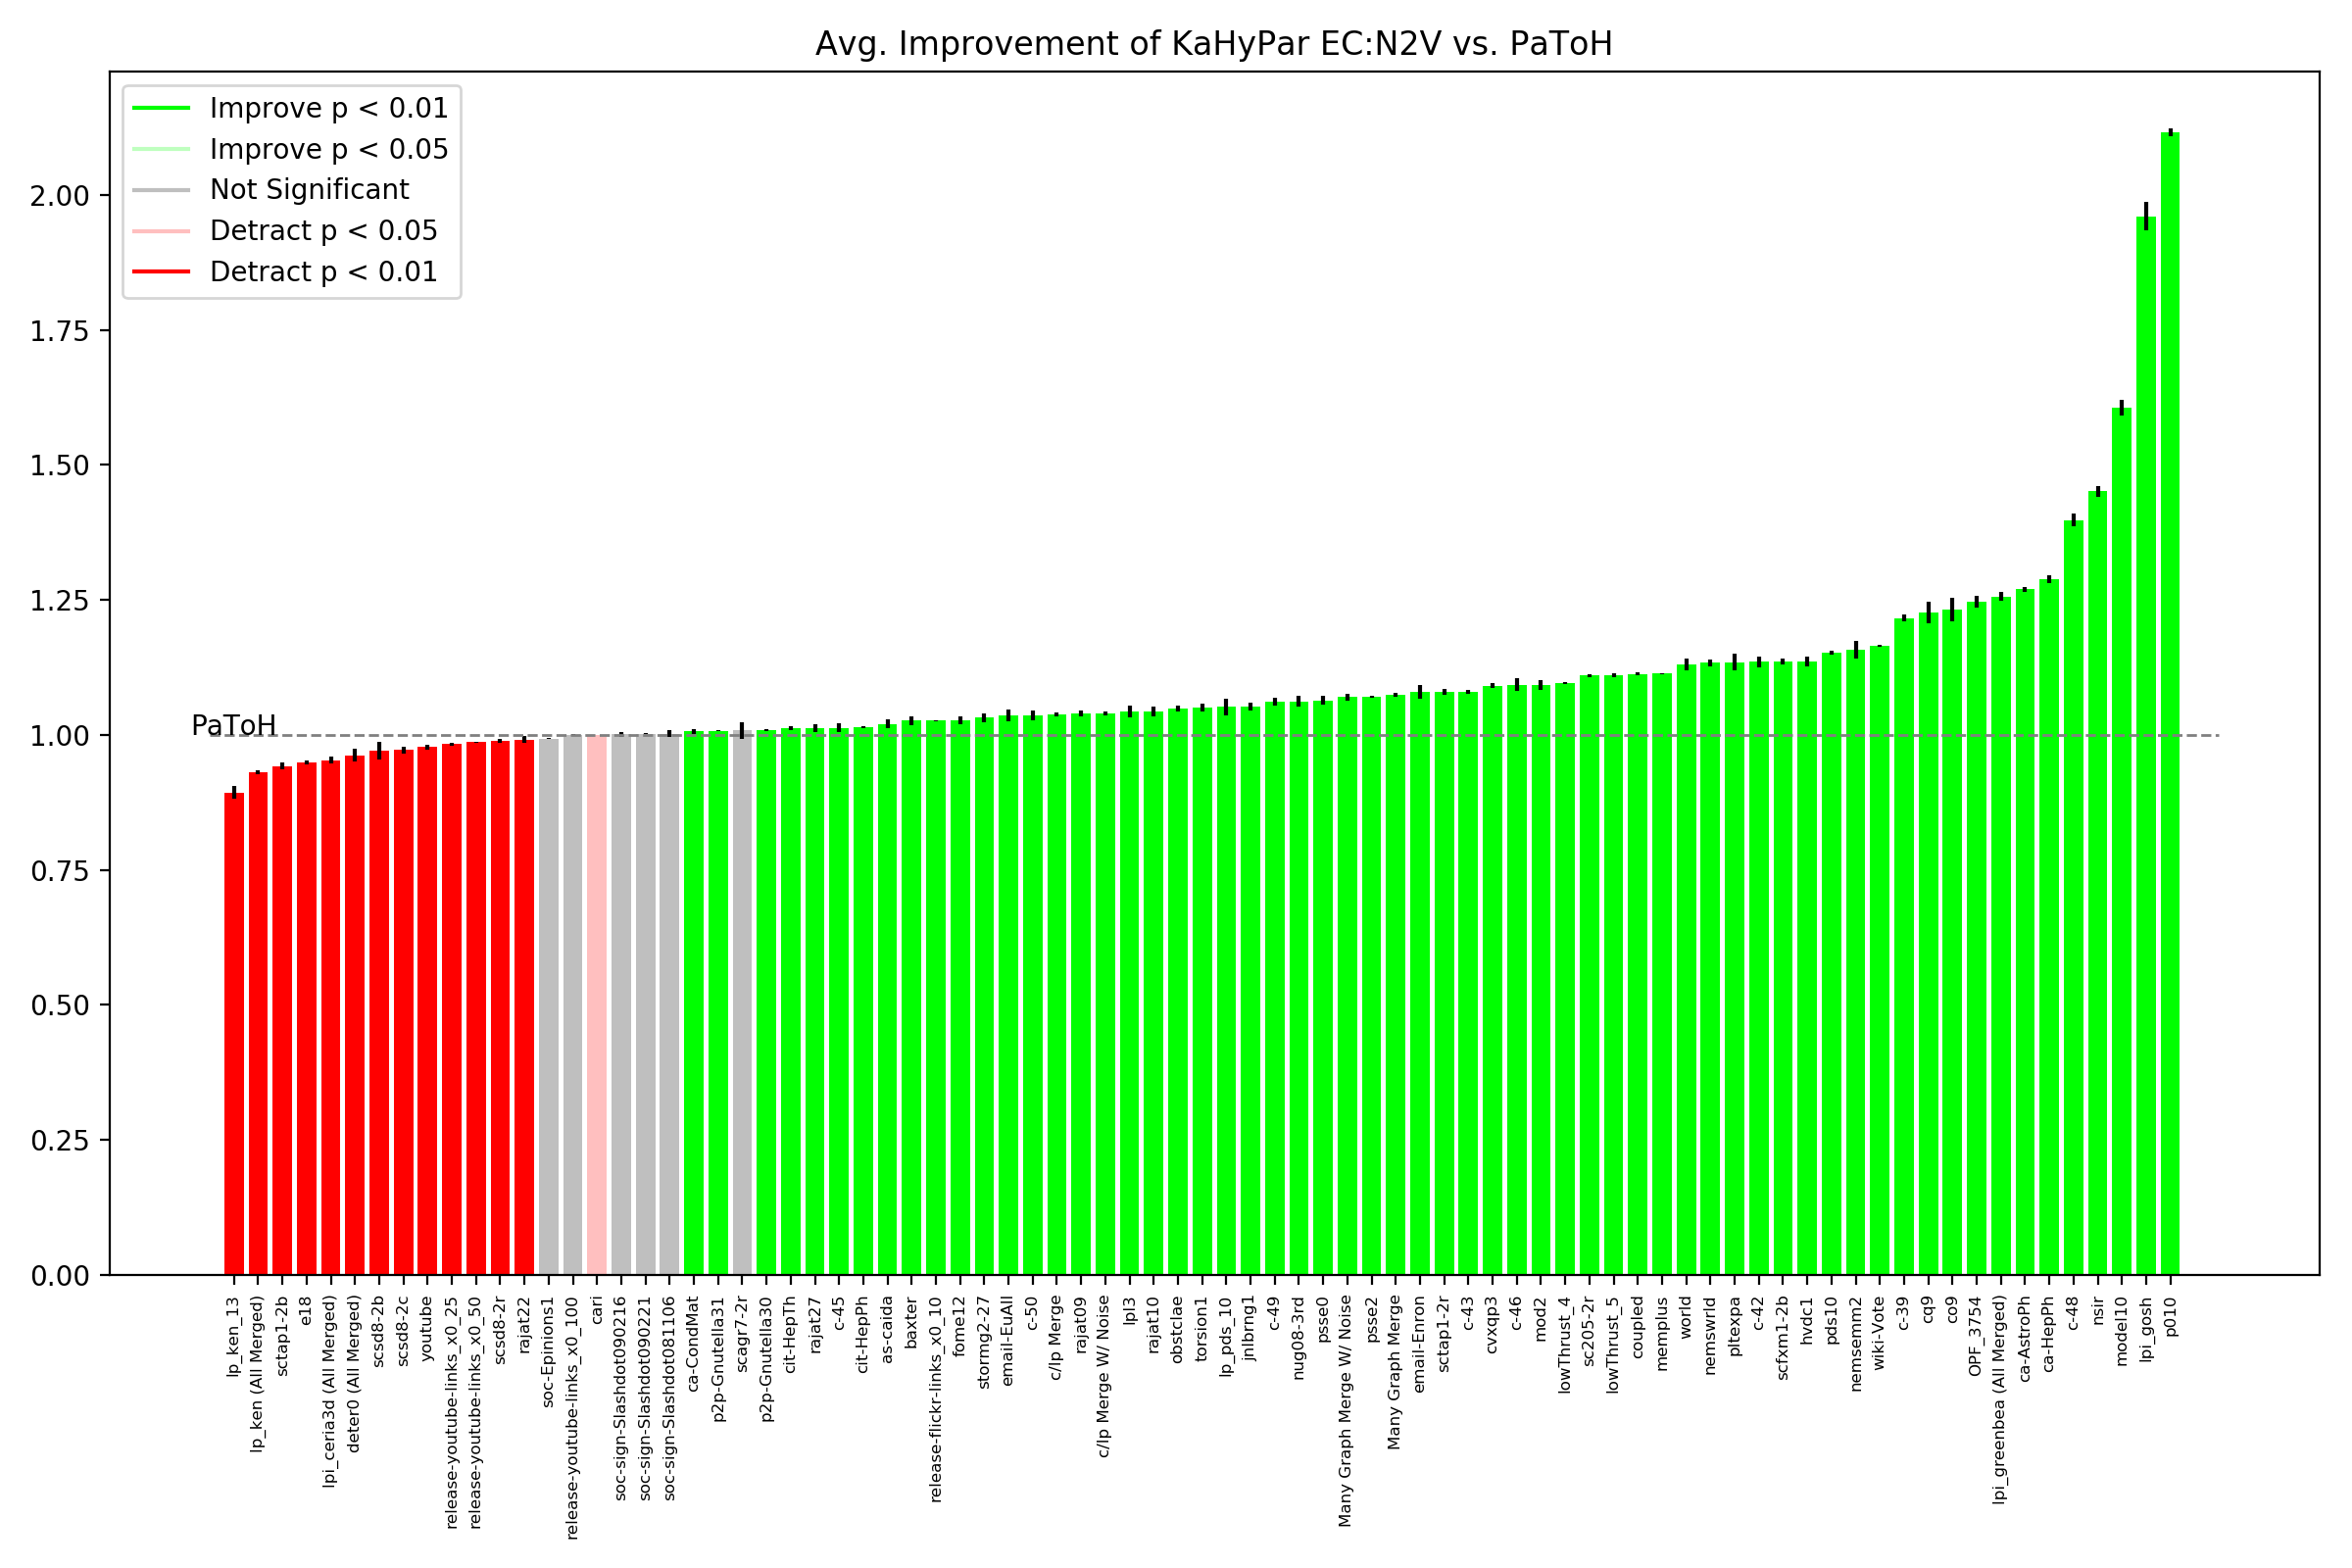 Avg. Improvement of KaHyPar EC:N2V vs. PaToH
Improve p < 0.01
Improve p < 0.05
Not Significant
Detract p < 0.05
Detract p < 0.01
2.00
1.75
1.50
1.25
1.00
0.75
0.50
0.25
0.00
PaToH
lp_ken_13
lp_ken (All Merged)
sctap1-2b
e18
lpi_ceria3d (All Merged)
deter0 (All Merged)
scsd8-2b
scsd8-2c
youtube
release-youtube-links_x0_25
release-youtube-links_x0_50
scsd8-2r
rajat22
soc-Epinions1
release-youtube-links_x0_100
cari
soc-sign-Slashdot090216
soc-sign-Slashdot090221
soc-sign-Slashdot081106
ca-CondMat
p2p-Gnutella31
scagr7-2r
p2p-Gnutella30
cit-HepTh
rajat27
c-45
cit-HepPh
as-caida
baxter
release-flickr-links_x0_10
fome12
stormg2-27
email-EuAll
c-50
c/lp Merge
rajat09
c/lp Merge W/ Noise
lpl3
rajat10
obstclae
torsion1
lp_pds_10
jnlbrng1
c-49
nug08-3rd
psse0
Many Graph Merge W/ Noise
psse2
Many Graph Merge
email-Enron
sctap1-2r
c-43
cvxqp3
c-46
mod2
lowThrust_4
sc205-2r
lowThrust_5
coupled
memplus
world
nemswrld
pltexpa
c-42
scfxm1-2b
hvdc1
pds10
nemsemm2
wiki-Vote
c-39
cq9
co9
OPF_3754
lpi_greenbea (All Merged)
ca-AstroPh
ca-HepPh
c-48
nsir
model10
lpi_gosh
p010